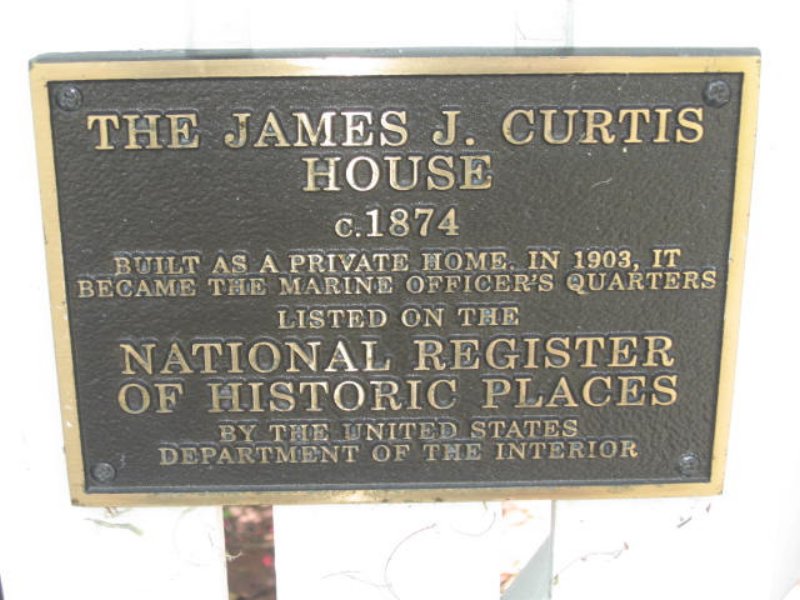 THE JAMES J. CURTIS
HOUSE
c.1874
BUILT AS A PRIVATE HOME. IN 1903, IT
BECAME THE MARINE OFFICER'S QUARTERS
LISTED ON THE
NATIONAL REGISTER
OF HISTORIC PLACES
BY THE UNITED STATES
DEPARTMENT OF THE INTERIOR